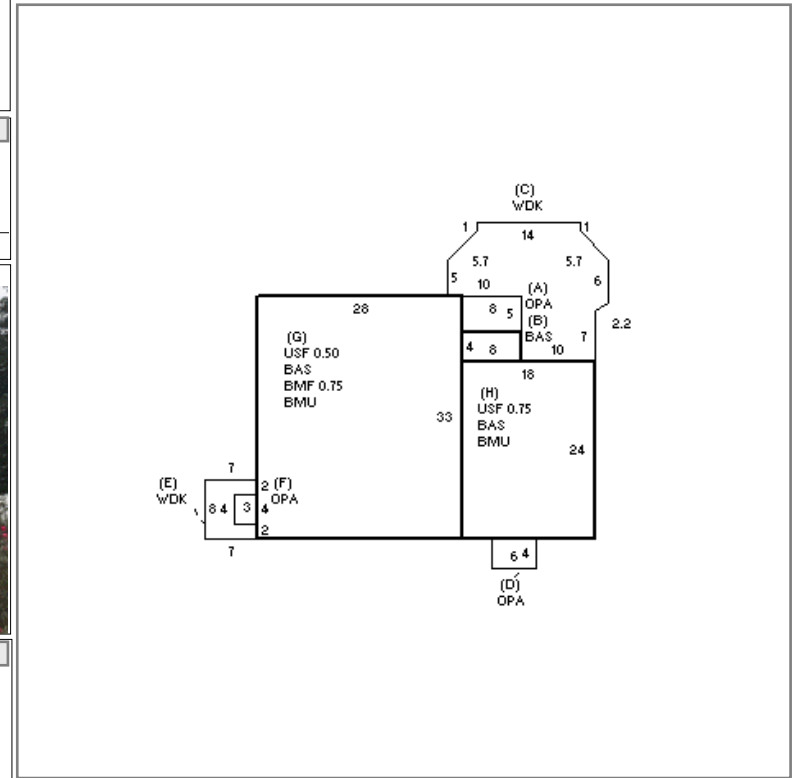 (C)
WDK
1
14
1
5.7
5.7
5
10
6
(A)
OPA
8 5
2.2
(B)
BAS
7
4 8
10
28
(G)
USF 0.50
BAS
BMF 0.75
BMU
33
18
(H)
USF 0.75
BAS
BMU
24
7
(E)
WDK
2 (F)
OPA
8 4 3 4
2
7
6 4
(D)
OPA